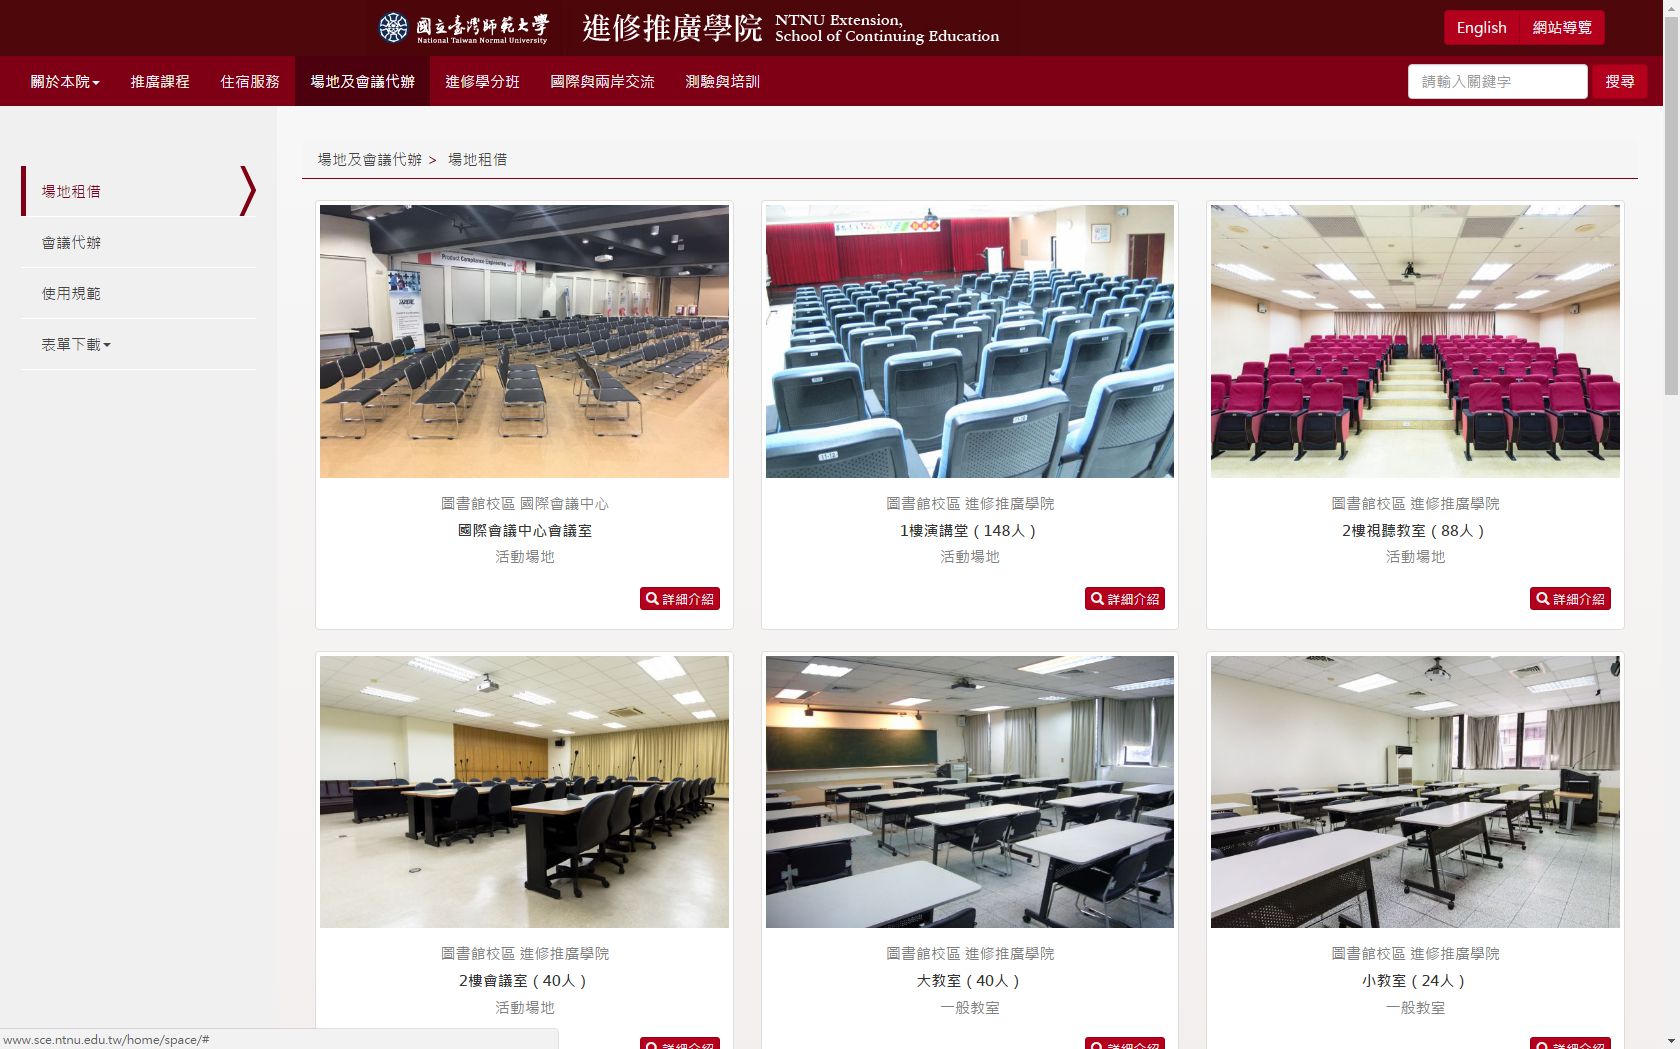 國立臺灣師範大學
National Taiwan Normal University
進修推廣學院
NTNU Extension,
School of Continuing Education
English
網站導覽
關於本院
推廣課程
住宿服務
場地及會議代辦
進修學分班
國際與兩岸交流
測驗與培訓
請輸入關鍵字
搜尋
場地租借
會議代辦
使用規範
表單下載
場地及會議代辦 > 場地租借
Product Compliance Engineering
圖書館校區 國際會議中心
國際會議中心會議室
活動場地
詳細介紹
圖書館校區 進修推廣學院
1樓演講堂 ( 148人 )
活動場地
詳細介紹
圖書館校區 進修推廣學院
2樓視聽教室 ( 88人 )
活動場地
詳細介紹
圖書館校區 進修推廣學院
2樓會議室 ( 40人 )
活動場地
詳細介紹
圖書館校區 進修推廣學院
大教室 ( 40人 )
一般教室
詳細介紹
圖書館校區 進修推廣學院
小教室 ( 24人 )
一般教室
詳細介紹
www.sce.ntnu.edu.tw/home/space/#